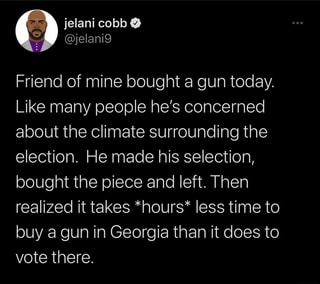 jelani cobb
@jelani9
Friend of mine bought a gun today.
Like many people he's concerned
about the climate surrounding the
election.  He made his selection,
bought the piece and left. Then
realized it takes *hours* less time to
buy a gun in Georgia than it does to
vote there.